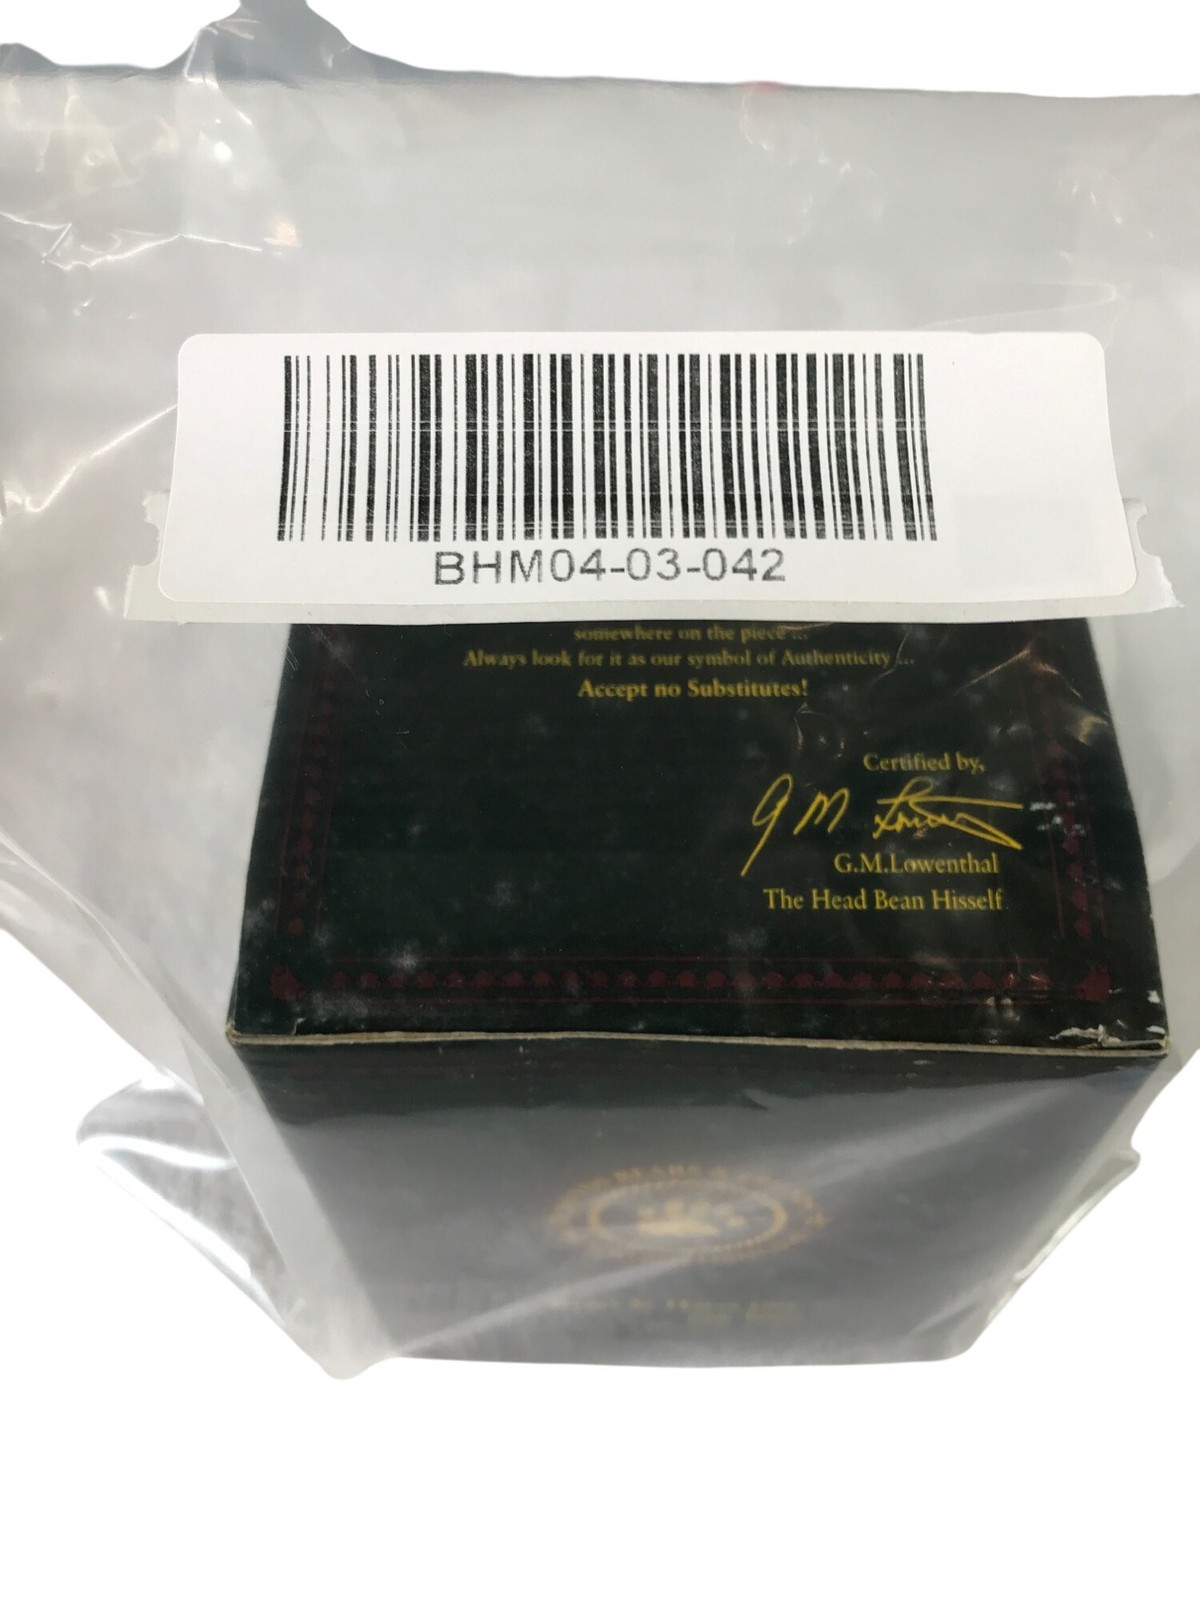 BHM04-03-042
somewhere on the piece ...
Always look for it as our symbol of Authenticity ...
Accept no Substitutes!
Certified by,
G M
G.M.Lowenthal
The Head Bean Hisself
BEARS &